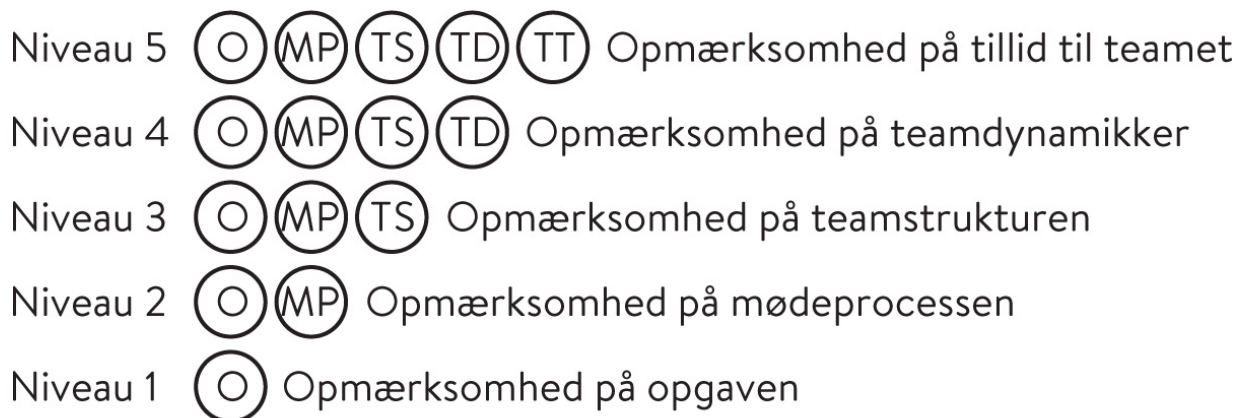 Niveau 5 O MP TS TD TT Opmærksomhed på tillid til teamet
Niveau 4 O MP TS TD Opmærksomhed på teamdynamikker
Niveau 3 O MP TS Opmærksomhed på teamstrukturen
Niveau 2 O MP Opmærksomhed på mødeprocessen
Niveau 1 O Opmærksomhed på opgaven